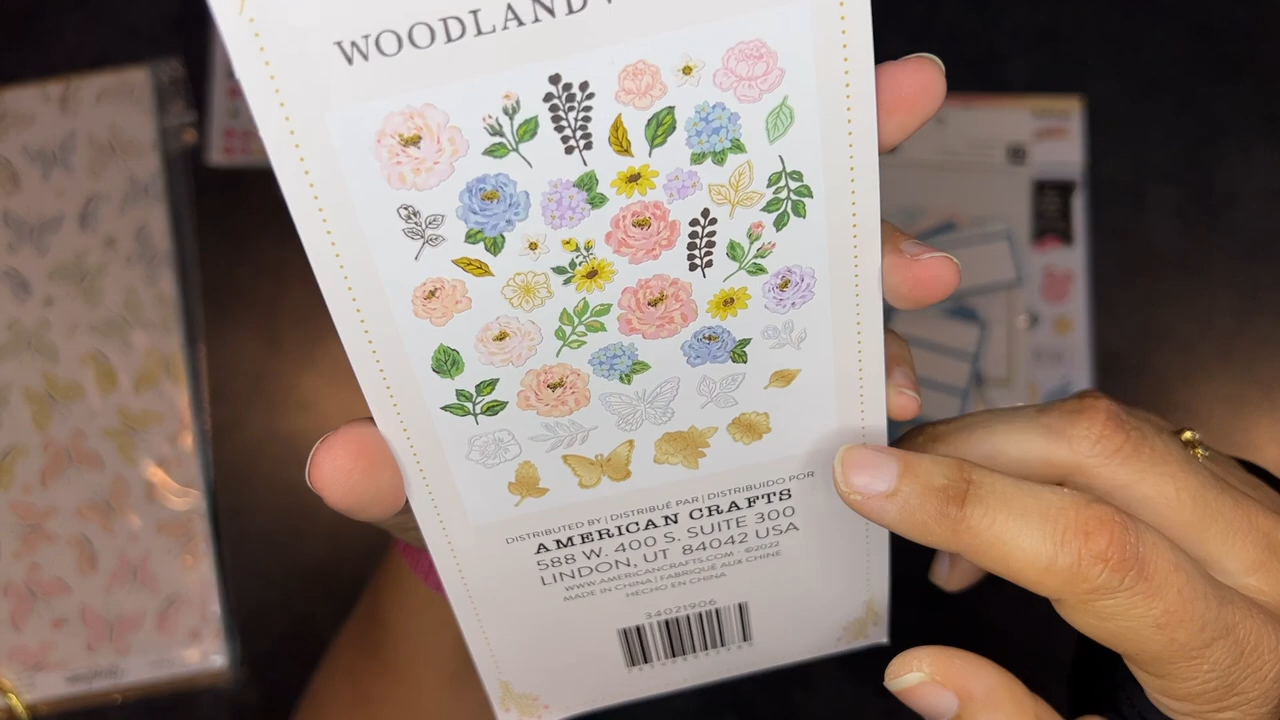 WOODLAND
DISTRIBUTED BY | DISTRIBUÉ PAR | DISTRIBUIDO POR
AMERICAN CRAFTS
588 W. 400 S. SUITE 300
LINDON, UT 84042 USA
WWW.AMERICANCRAFTS.COM · ©2022
MADE IN CHINA | FABRIQUÉ AUX CHINE
HECHO EN CHINA
34021906